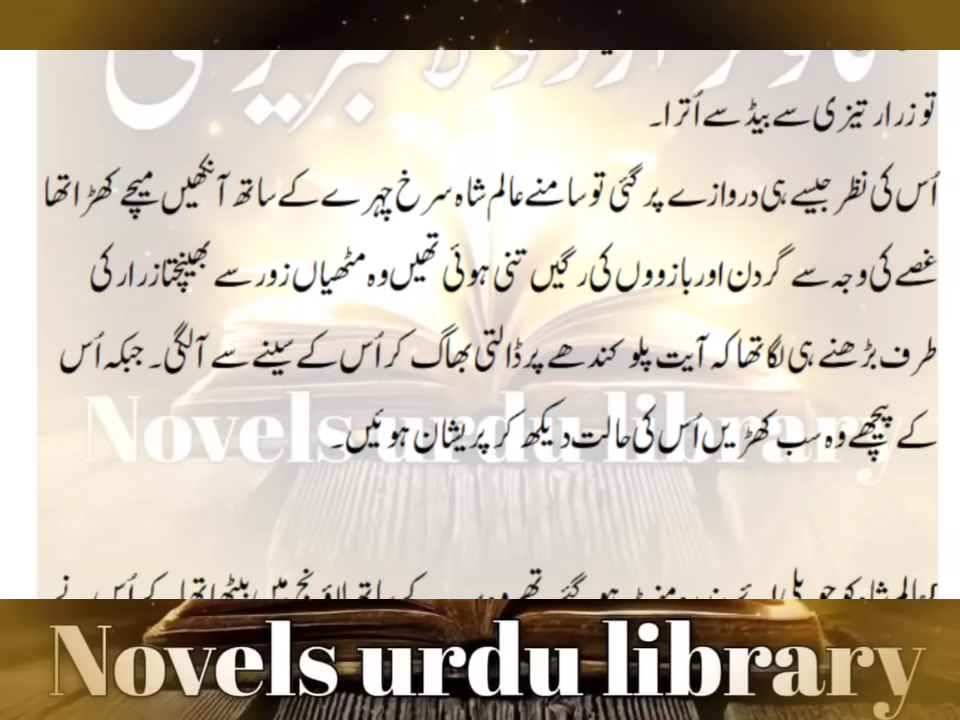 تو زرار تیزی سے بیڈ سے اُترا۔
اُس کی نظر جیسے ہی دروازے پر گئی تو سامنے عالم شاہ سرخ چہرے کے ساتھ آنکھیں میچے کھڑا تھا
غصے کی وجہ سے گردن اور بازووں کی رگیں تنی ہوئی تھیں وہ مٹھیاں زور سے بھینچتا زرار کی
طرف بڑھنے ہی لگا تھا کہ آیت پلو کندھے پر ڈالتی بھاگ کر اُس کے سینے سے آ لگی۔ جبکہ اُس
Novels urdu library
کے پیچھے وہ سب کھڑیں اُس کی حالت دیکھ کر پریشان ہوئیں۔
Novels urdu library